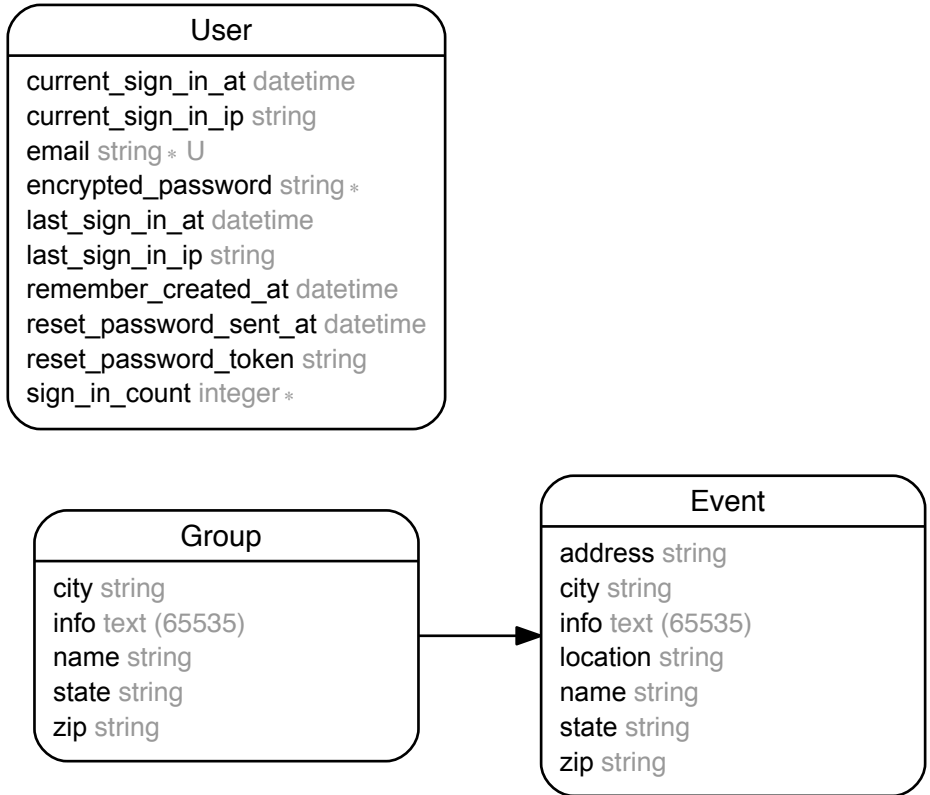 User
current_sign_in_at datetime
current_sign_in_ip string
email string * U
encrypted_password string *
last_sign_in_at datetime
last_sign_in_ip string
remember_created_at datetime
reset_password_sent_at datetime
reset_password_token string
sign_in_count integer *
Group
city string
info text (65535)
name string
state string
zip string
Event
address string
city string
info text (65535)
location string
name string
state string
zip string